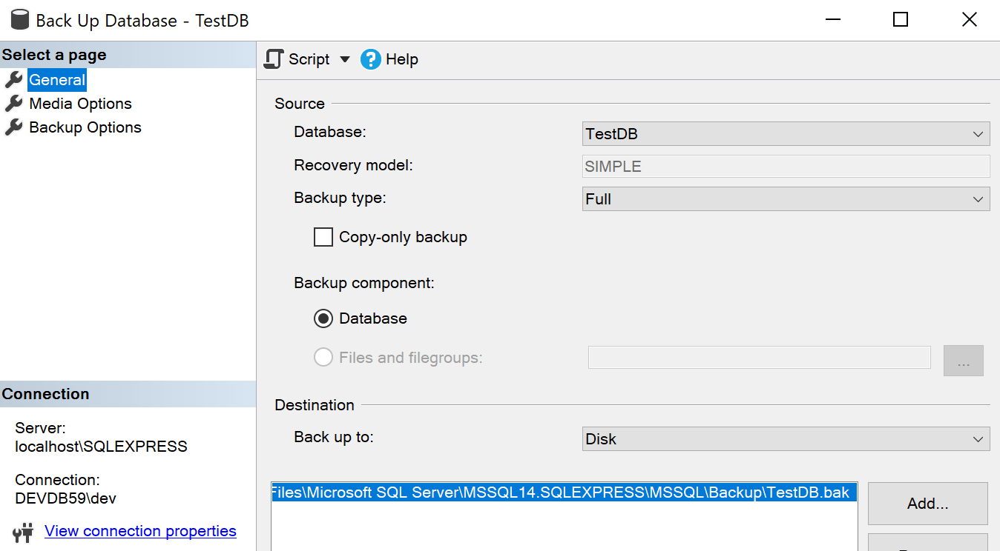 Back Up Database - TestDB
Select a page
General
Media Options
Backup Options
Connection
Server:
localhost\SQLEXPRESS
Connection:
DEVDB59\dev
View connection properties
Script
Help
Source
Database:
TestDB
Recovery model:
SIMPLE
Backup type:
Full
Copy-only backup
Backup component:
Database
Files and filegroups:
...
Destination
Back up to:
Disk
Files\Microsoft SQL Server\MSSQL14.SQLEXPRESS\MSSQL\Backup\TestDB.bak
Add...